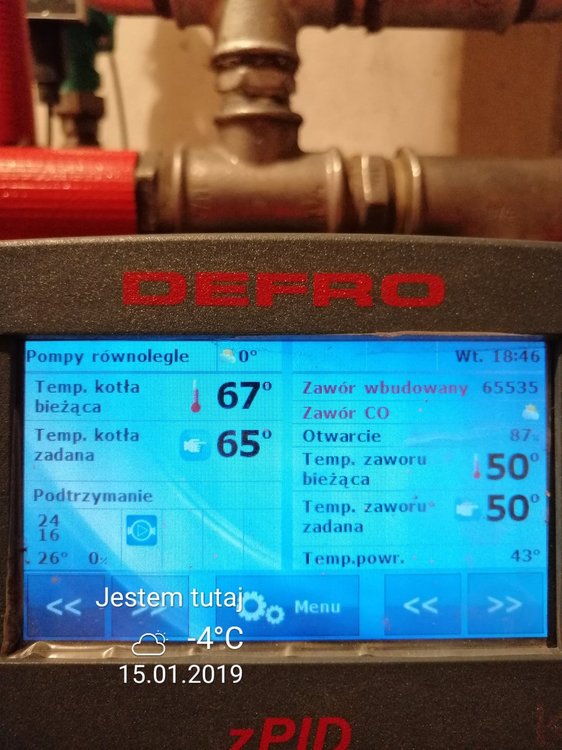 DEFRO
Pompy równolegle 0° Wt. 18:46
Temp. kotła bieżąca 67°
Temp. kotła zadana 65°
Podtrzymanie
24
16
26° 0%
Zawór wbudowany 65535
Zawór CO
Otwarcie 87%
Temp. zaworu bieżąca 50°
Temp. zaworu zadana 50°
Temp.powr. 43°
<< >> Menu << >>
Jestem tutaj
-4°C
15.01.2019
zPID